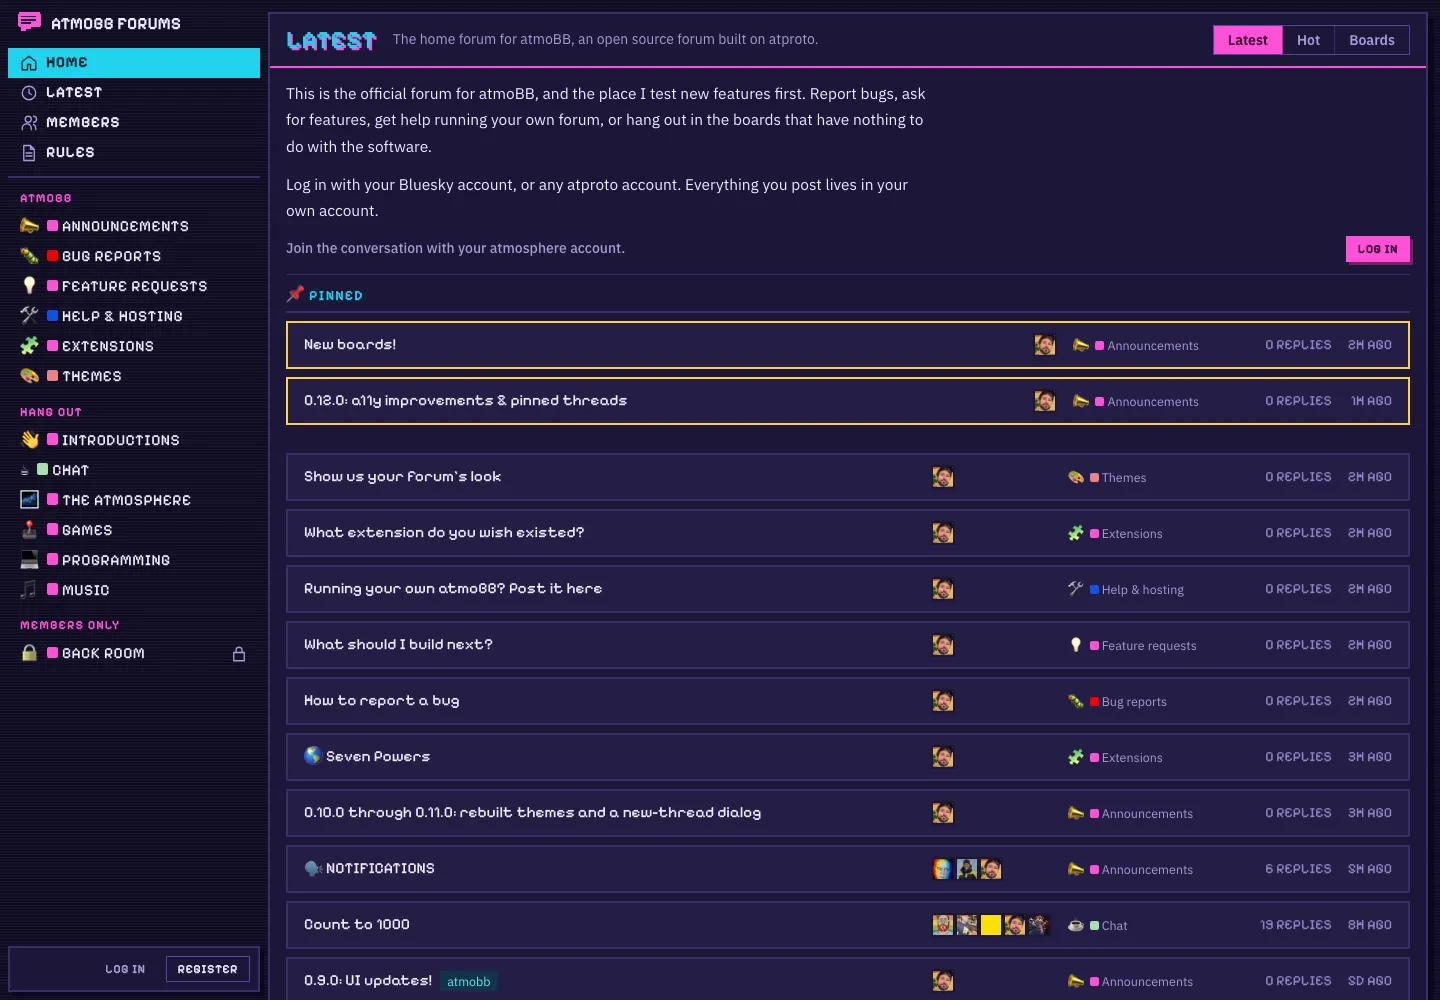 ATMOBB FORUMS
HOME
LATEST
MEMBERS
RULES
ATMOBB
ANNOUNCEMENTS
BUG REPORTS
FEATURE REQUESTS
HELP & HOSTING
EXTENSIONS
THEMES
HANG OUT
INTRODUCTIONS
CHAT
THE ATMOSPHERE
GAMES
PROGRAMMING
MUSIC
MEMBERS ONLY
BACK ROOM
LOG IN
REGISTER
LATEST
The home forum for atmoBB, an open source forum built on atproto.
Latest
Hot
Boards
This is the official forum for atmoBB, and the place I test new features first. Report bugs, ask
for features, get help running your own forum, or hang out in the boards that have nothing to
do with the software.
Log in with your Bluesky account, or any atproto account. Everything you post lives in your
own account.
Join the conversation with your atmosphere account.
LOG IN
PINNED
New boards! Announcements 0 REPLIES 2H AGO
0.12.0: a11y improvements & pinned threads Announcements 0 REPLIES 1H AGO
Show us your forum's look Themes 0 REPLIES 2H AGO
What extension do you wish existed? Extensions 0 REPLIES 2H AGO
Running your own atmoBB? Post it here Help & hosting 0 REPLIES 2H AGO
What should I build next? Feature requests 0 REPLIES 2H AGO
How to report a bug Bug reports 0 REPLIES 2H AGO
Seven Powers Extensions 0 REPLIES 3H AGO
0.10.0 through 0.11.0: rebuilt themes and a new-thread dialog Announcements 0 REPLIES 3H AGO
NOTIFICATIONS Announcements 6 REPLIES 5H AGO
Count to 1000 Chat 19 REPLIES 8H AGO
0.9.0: UI updates! atmobb Announcements 0 REPLIES 5D AGO